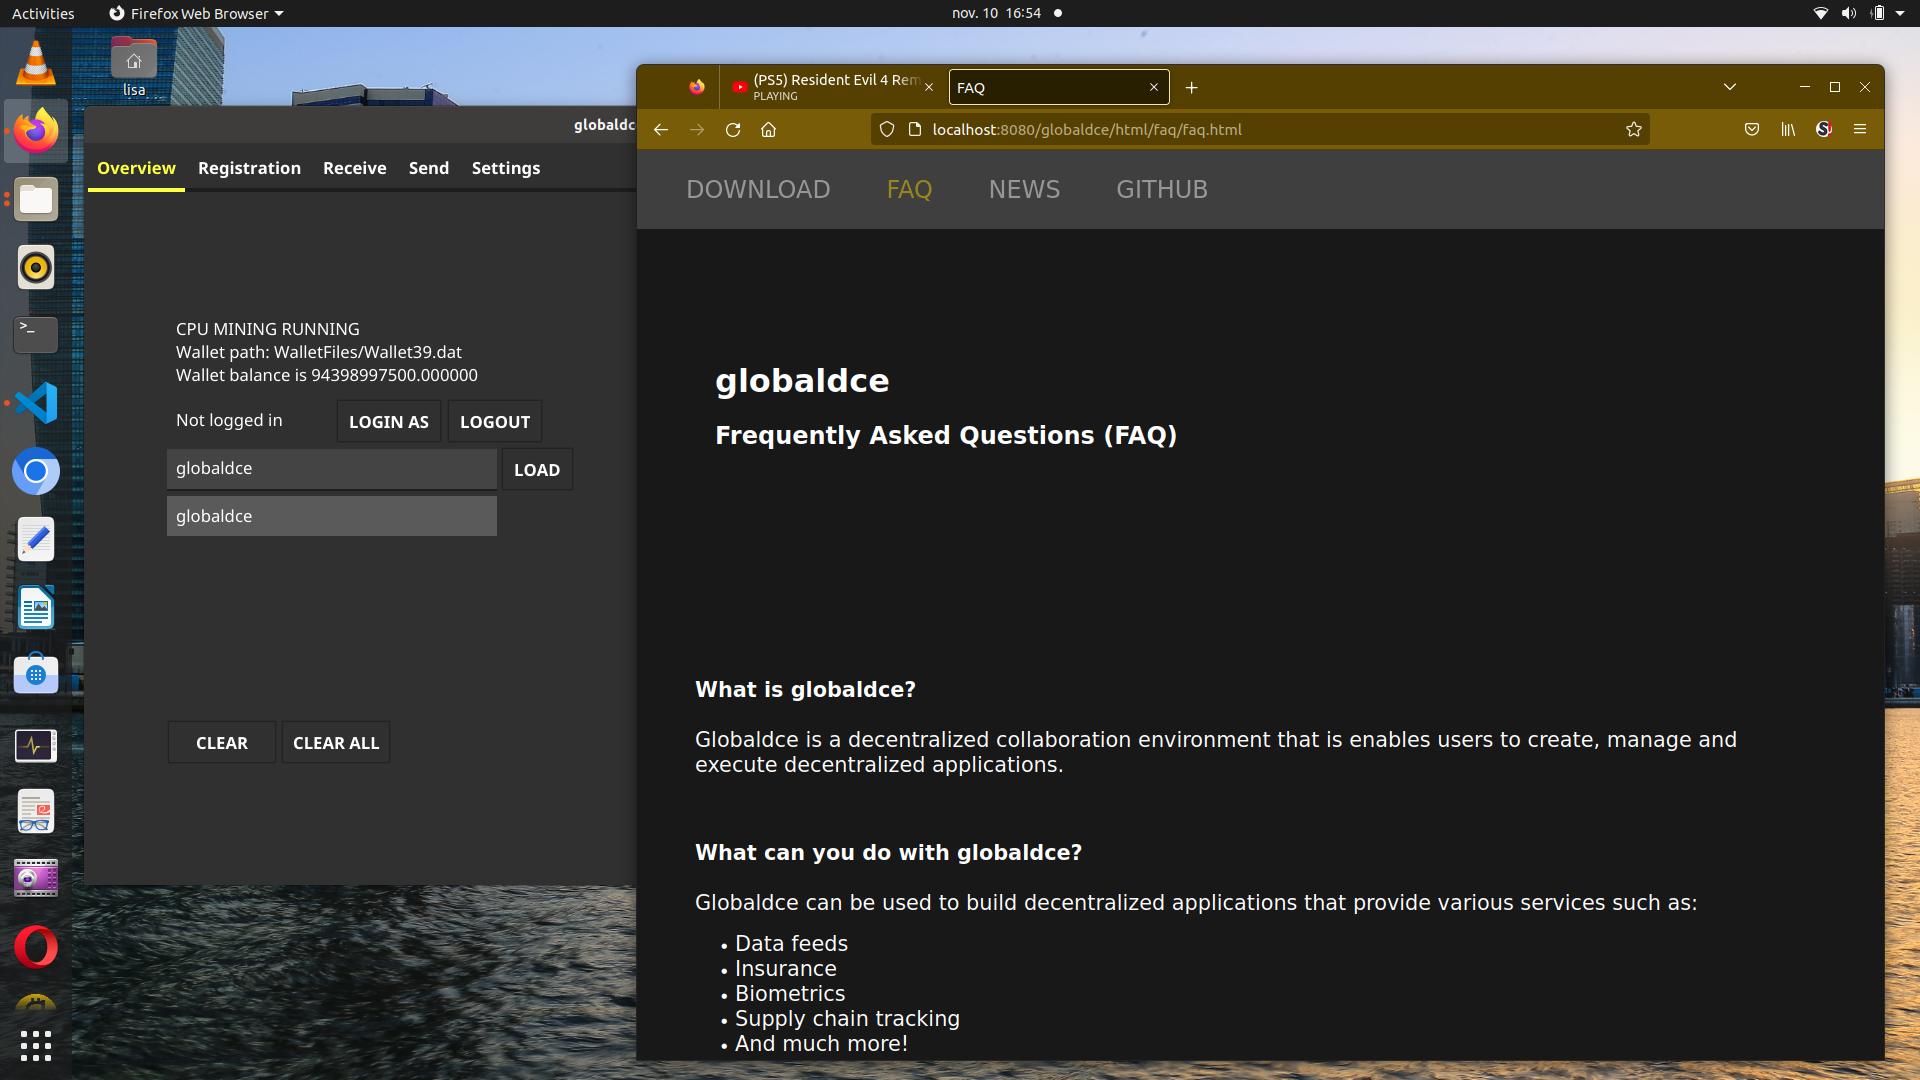 Activities
Firefox Web Browser
nov. 10 16:54
lisa
globaldc
Overview
Registration
Receive
Send
Settings
CPU MINING RUNNING
Wallet path: WalletFiles/Wallet39.dat
Wallet balance is 94398997500.000000
Not logged in
LOGIN AS
LOGOUT
globaldce
LOAD
globaldce
CLEAR
CLEAR ALL
(PS5) Resident Evil 4 Rem
PLAYING
FAQ
localhost:8080/globaldce/html/faq/faq.html
DOWNLOAD
FAQ
NEWS
GITHUB
globaldce
Frequently Asked Questions (FAQ)
What is globaldce?
Globaldce is a decentralized collaboration environment that is enables users to create, manage and
execute decentralized applications.
What can you do with globaldce?
Globaldce can be used to build decentralized applications that provide various services such as:
• Data feeds
• Insurance
• Biometrics
• Supply chain tracking
• And much more!